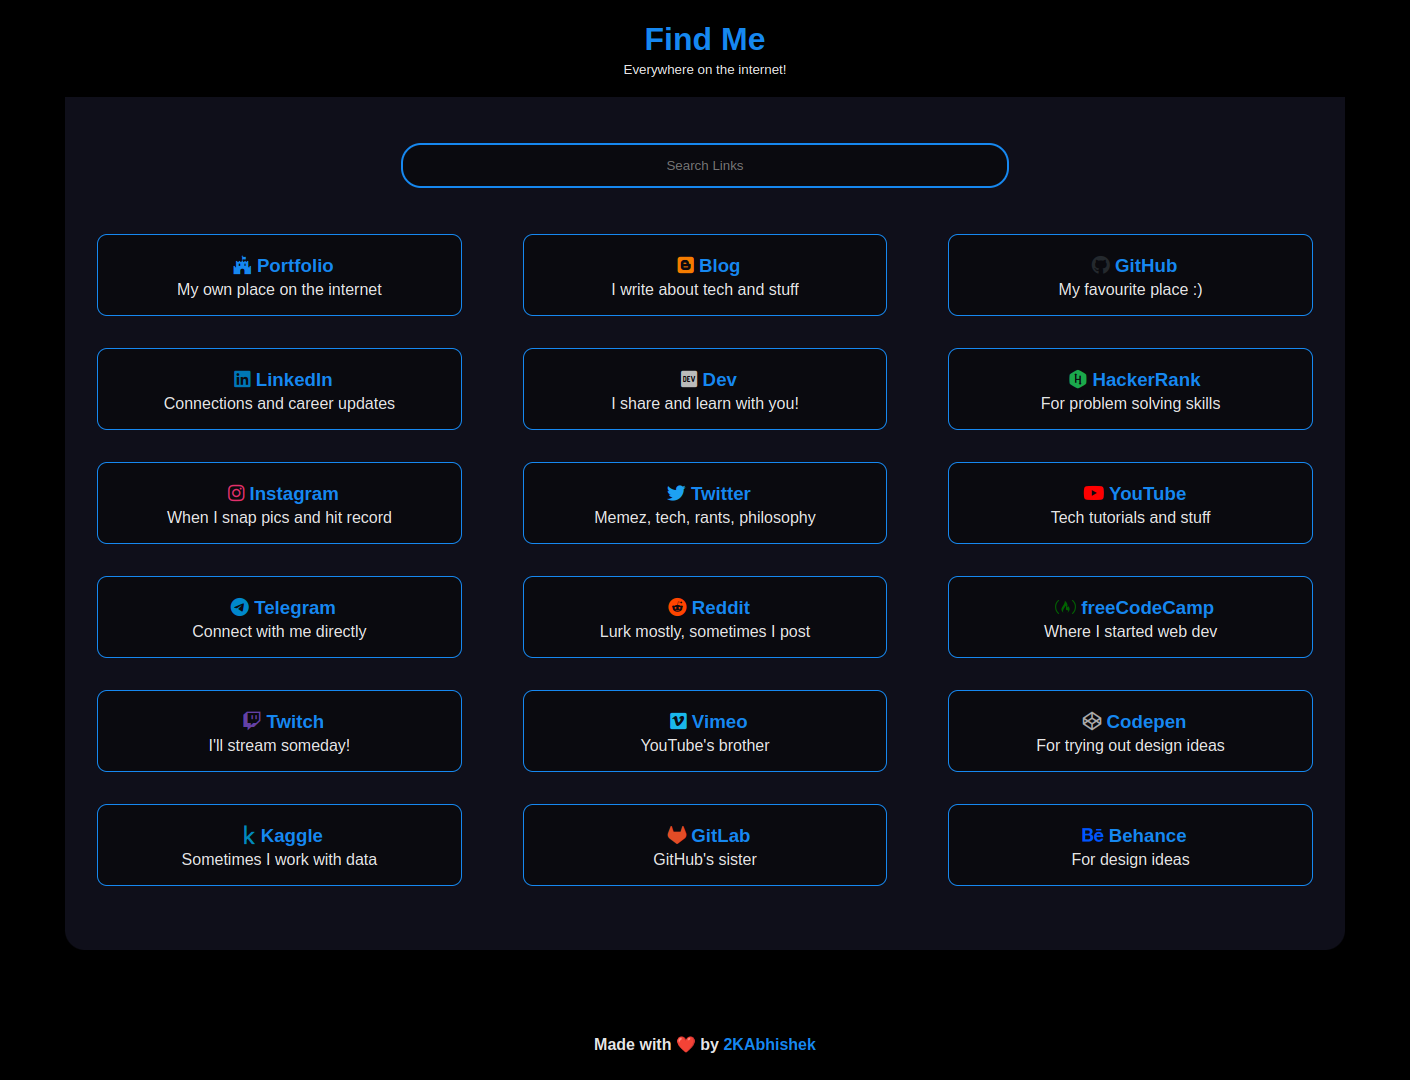 Find Me
Everywhere on the internet!
Search Links
Portfolio
My own place on the internet
Blog
I write about tech and stuff
GitHub
My favourite place :)
LinkedIn
Connections and career updates
DEV Dev
I share and learn with you!
HackerRank
For problem solving skills
Instagram
When I snap pics and hit record
Twitter
Memez, tech, rants, philosophy
YouTube
Tech tutorials and stuff
Telegram
Connect with me directly
Reddit
Lurk mostly, sometimes I post
freeCodeCamp
Where I started web dev
Twitch
I'll stream someday!
Vimeo
YouTube's brother
Codepen
For trying out design ideas
Kaggle
Sometimes I work with data
GitLab
GitHub's sister
Behance
For design ideas
Made with ❤️ by 2KAbhishek